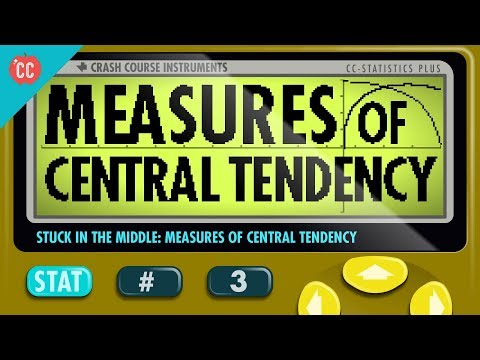 CC
CRASH COURSE INSTRUMENTS
CC-STATISTICS PLUS
MEASURES OF
CENTRAL TENDENCY
STUCK IN THE MIDDLE: MEASURES OF CENTRAL TENDENCY
STAT
#
3